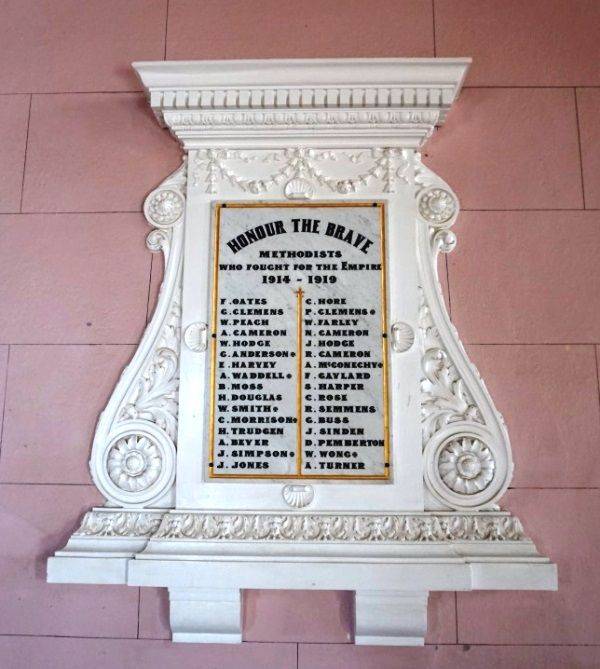 HONOUR THE BRAVE
METHODISTS
WHO FOUGHT FOR THE EMPIRE
1914 - 1919
F. OATES
G. CLEMENS
W. PEACH
A. CAMERON
W. HODGE
G. ANDERSON
E. HARVEY
A. WADDELL
B. MOSS
H. DOUGLAS
W. SMITH
C. MORRISON
H. TRUDGEN
A. BEVER
J. SIMPSON
J. JONES
C. HORE
P. CLEMENS
W. FARLEY
N. CAMERON
J. HODGE
R. CAMERON
A. McCONECHY
F. GAYLARD
S. HARPER
C. ROSE
R. SEMMENS
G. BUSS
J. SINDEN
D. PEMBERTON
W. WONG
A. TURNER